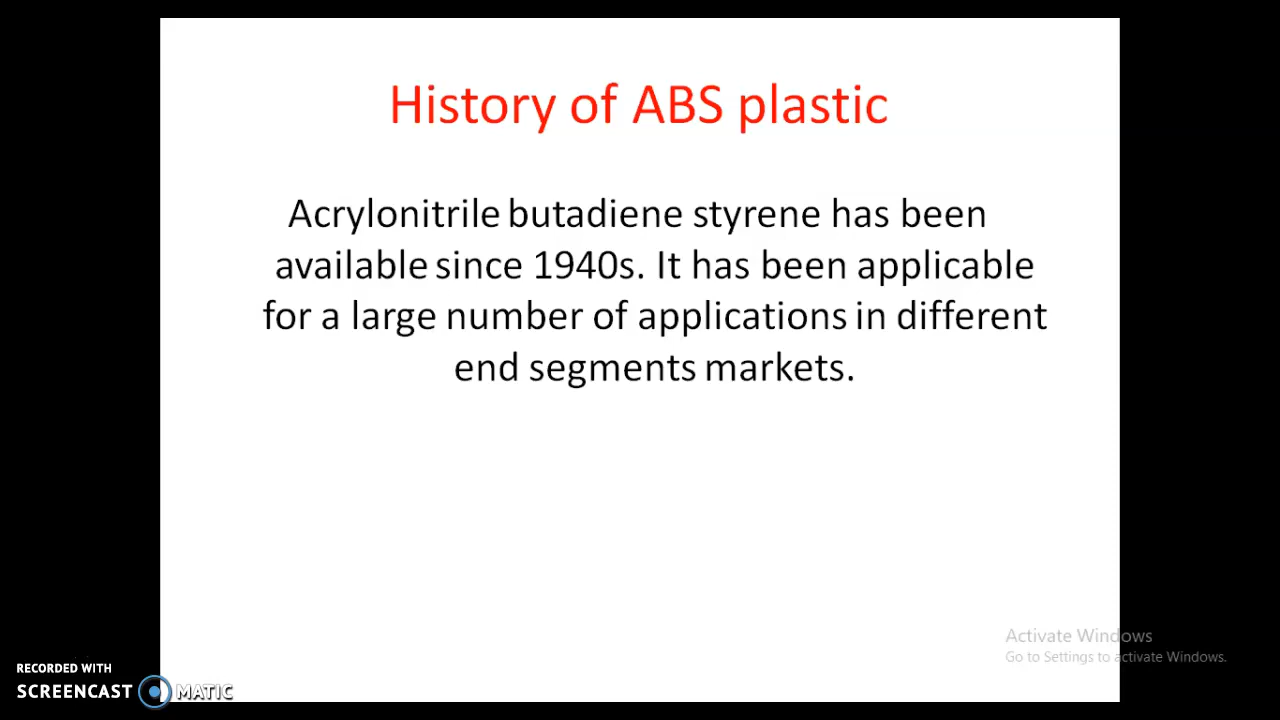 History of ABS plastic
Acrylonitrile butadiene styrene has been
available since 1940s. It has been applicable
for a large number of applications in different
end segments markets.
Activate Windows
Go to Settings to activate Windows.
RECORDED WITH
SCREENCAST MATIC